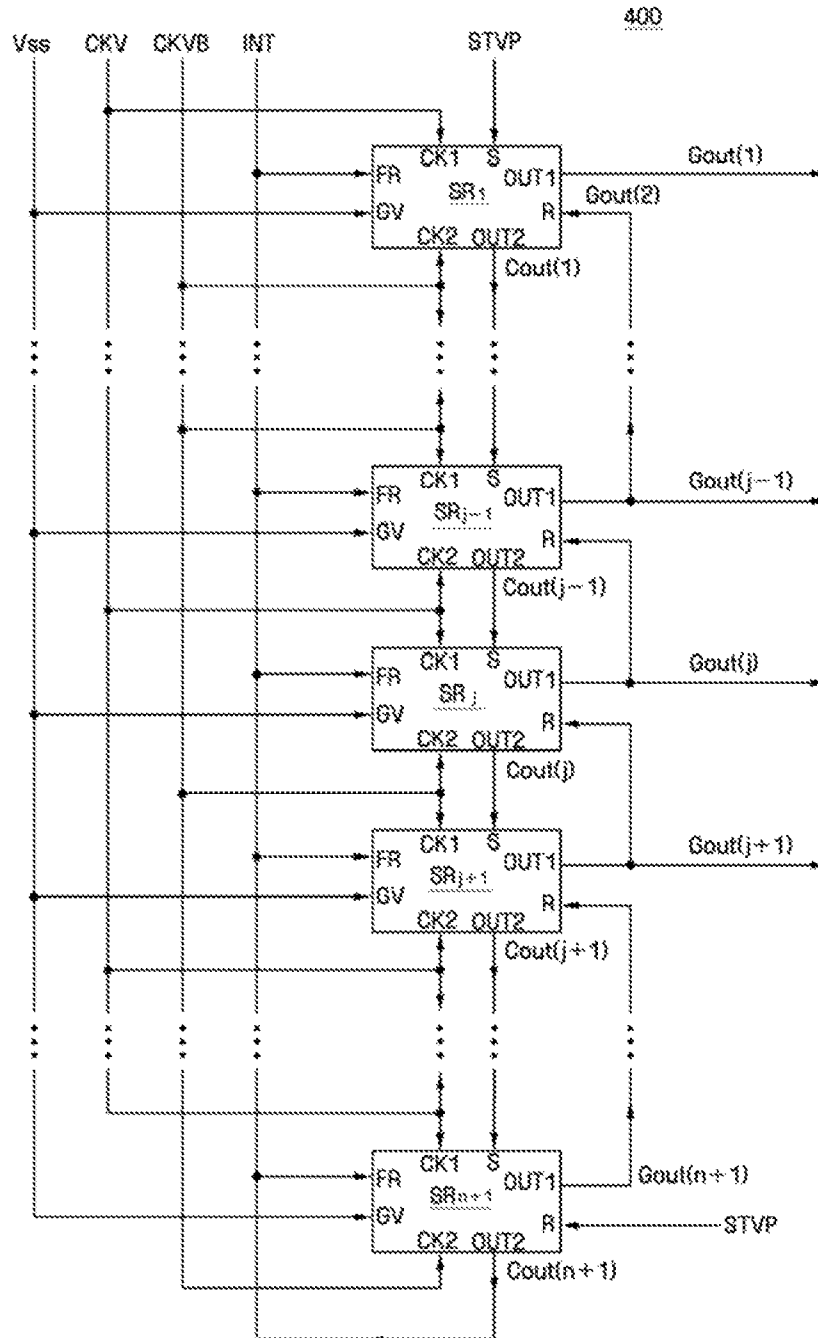 400
Vss CKV CKVB INT STVP
CK1 S
FR OUT1 Gout(1)
SR1
GV R Gout(2)
CK2 OUT2
Cout(1)
CK1 S
FR OUT1 Gout(j-1)
SRj-1
GV R
CK2 OUT2
Cout(j-1)
CK1 S
FR OUT1 Gout(j)
SRj
GV R
CK2 OUT2
Cout(j)
CK1 S
FR OUT1 Gout(j+1)
SRj+1
GV R
CK2 OUT2
Cout(j+1)
CK1 S
FR OUT1 Gout(n+1)
SRn+1
GV R STVP
CK2 OUT2
Cout(n+1)